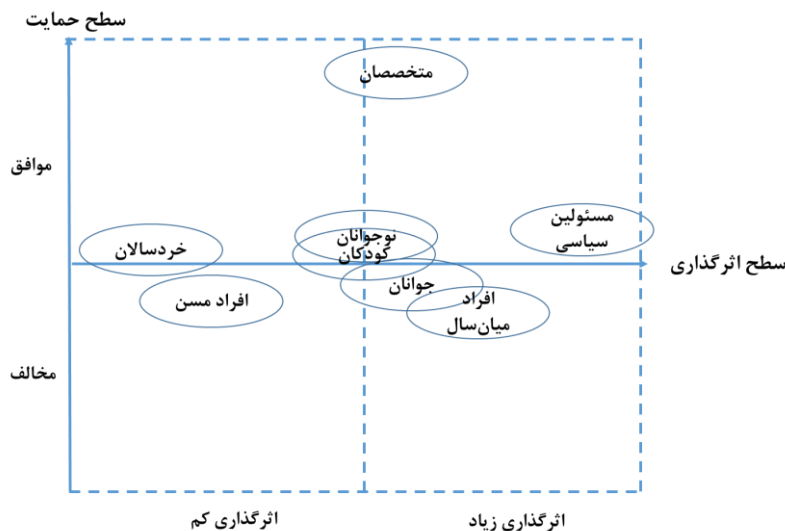 سطح حمایت
متخصصان
موافق
مسئولین
سیاسی
نوجوانان
کودکان
خردسالان
سطح اثرگذاری
جوانان
افراد
میان‌سال
افراد مسن
مخالف
اثرگذاری زیاد
اثرگذاری کم